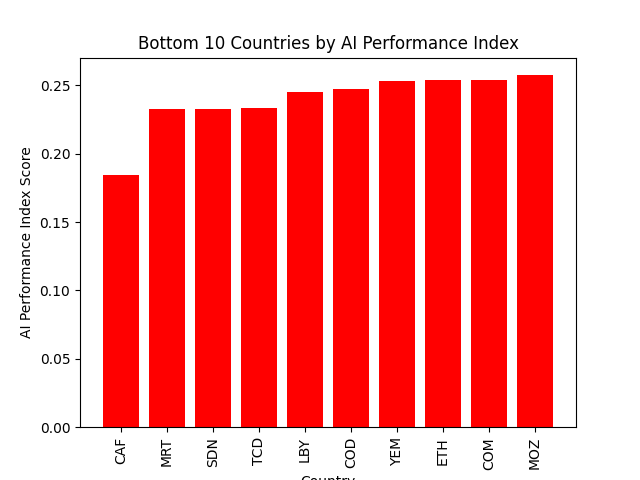 Bottom 10 Countries by AI Performance Index
AI Performance Index Score
0.25
0.20
0.15
0.10
0.05
0.00
CAF
MRT
SDN
TCD
LBY
COD
YEM
ETH
COM
MOZ
Country